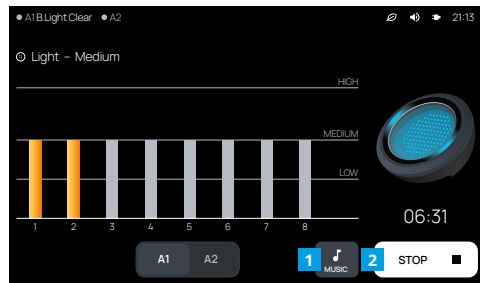 A1 B.Light Clear A2 21:13
Light – Medium
HIGH
MEDIUM
LOW
1 2 3 4 5 6 7 8
06:31
A1 A2
1 MUSIC
2 STOP